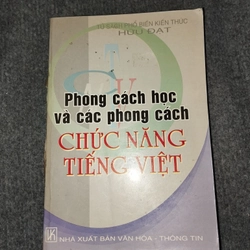 TỦ SÁCH PHỔ BIẾN KIẾN THỨC
HỮU ĐẠT
Phong cách học
và các phong cách
CHỨC NĂNG
TIẾNG VIỆT
NHÀ XUẤT BẢN VĂN HÓA - THÔNG TIN